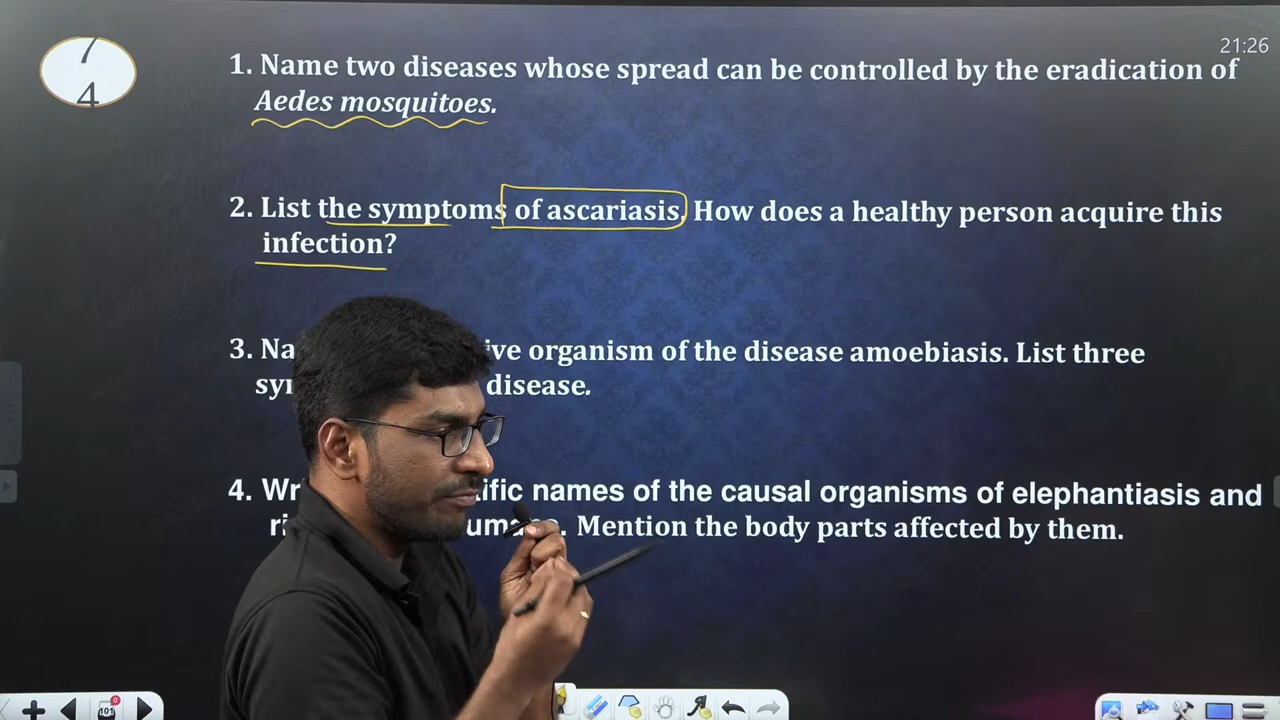 7
4
21:26
1. Name two diseases whose spread can be controlled by the eradication of
Aedes mosquitoes.
2. List the symptoms of ascariasis. How does a healthy person acquire this
infection?
3. Na ive organism of the disease amoebiasis. List three
disease.
4. Wr names of the causal organisms of elephantiasis and
Mention the body parts affected by them.
101